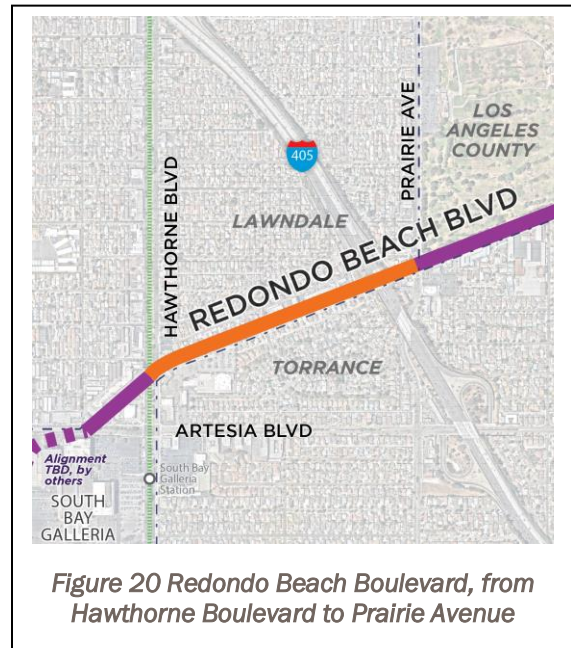 405
PRAIRIE AVE
LOS
ANGELES
COUNTY
HAWTHORNE BLVD
LAWNDALE
REDONDO BEACH BLVD
TORRANCE
ARTESIA BLVD
Alignment
TBD, by
others
South Bay
Galleria
Station
SOUTH
BAY
GALLERIA
Figure 20 Redondo Beach Boulevard, from
Hawthorne Boulevard to Prairie Avenue